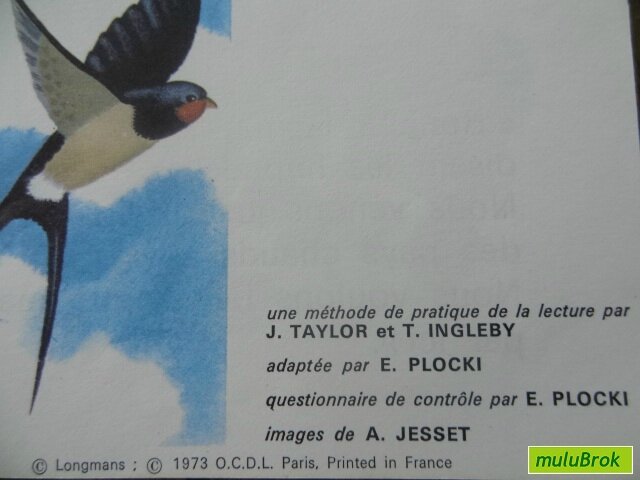 une méthode de pratique de la lecture par
J. TAYLOR et T. INGLEBY
adaptée par E. PLOCKI
questionnaire de contrôle par E. PLOCKI
images de A. JESSET
© Longmans ; © 1973 O.C.D.L. Paris, Printed in France
muluBrok